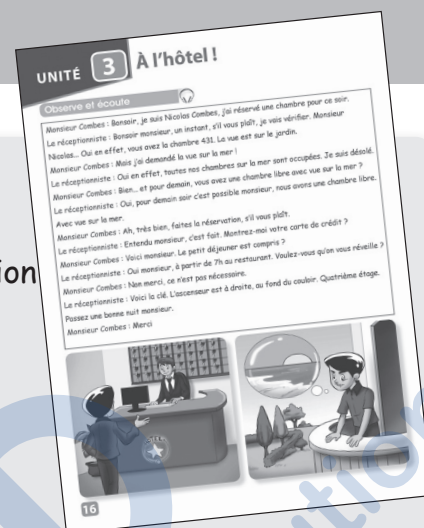 UNITÉ 3 À l'hôtel !
Observe et écoute
Monsieur Combes : Bonsoir, je suis Nicolas Combes, j'ai réservé une chambre pour ce soir.
Le réceptionniste : Bonsoir monsieur, un instant, s'il vous plaît, je vais vérifier. Monsieur
Nicolas... Oui en effet, vous avez la chambre 431. La vue est sur le jardin.
Monsieur Combes : Mais j'ai demandé la vue sur la mer !
Le réceptionniste : Oui en effet, toutes nos chambres sur la mer sont occupées. Je suis désolé.
Monsieur Combes : Bien... et pour demain, vous avez une chambre libre avec vue sur la mer ?
Le réceptionniste : Oui, pour demain soir c'est possible monsieur, nous avons une chambre libre.
Avec vue sur la mer.
Monsieur Combes : Ah, très bien, faites la réservation, s'il vous plaît.
Le réceptionniste : Entendu monsieur, c'est fait. Montrez-moi votre carte de crédit ?
Monsieur Combes : Voici monsieur. Le petit déjeuner est compris ?
Le réceptionniste : Oui monsieur, à partir de 7h au restaurant. Voulez-vous qu'on vous réveille ?
Monsieur Combes : Non merci, ce n'est pas nécessaire.
Le réceptionniste : Voici la clé. L'ascenseur est à droite, au fond du couloir. Quatrième étage.
Passez une bonne nuit monsieur.
Monsieur Combes : Merci
ion
16